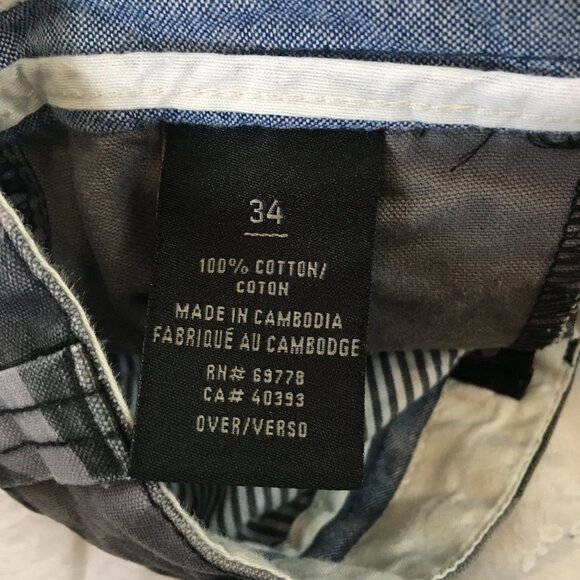 34
100% COTTON/
COTON
MADE IN CAMBODIA
FABRIQUÉ AU CAMBODGE
RN# 69778
CA# 40393
OVER/VERSO